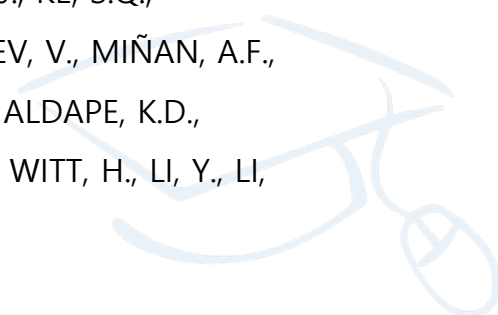 KE, S.Q.,
EV, V., MIÑAN, A.F.,
ALDAPE, K.D.,
WITT, H., LI, Y., LI,